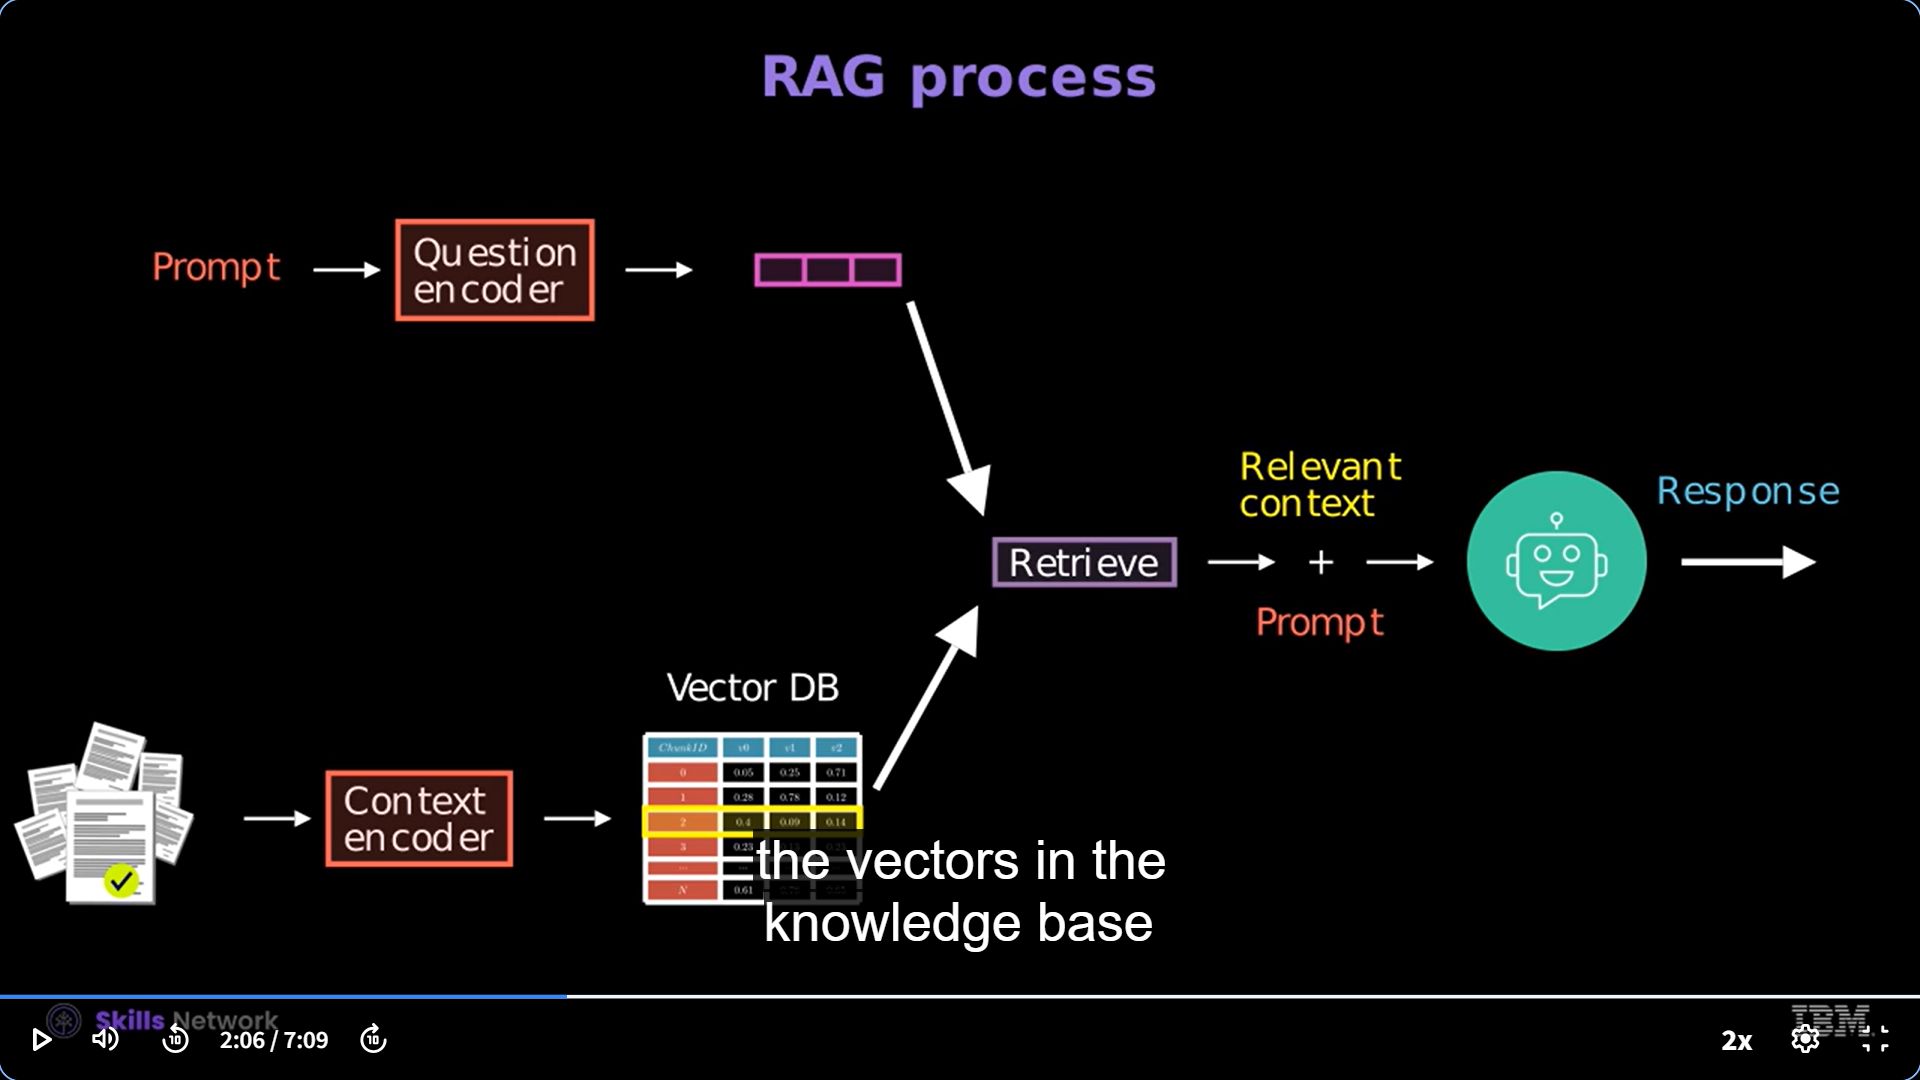 RAG process
Prompt
Question
encoder
Relevant
context
Response
Retrieve
+
Prompt
Vector DB
ChunkID v0 v1 v2
0 0.05 0.25 0.71
1 0.28 0.78 0.12
2 0.4 0.09 0.14
3 0.23
...
N 0.61
Context
encoder
the vectors in the
knowledge base
Skills Network
IBM
10
2:06 / 7:09
10
2x